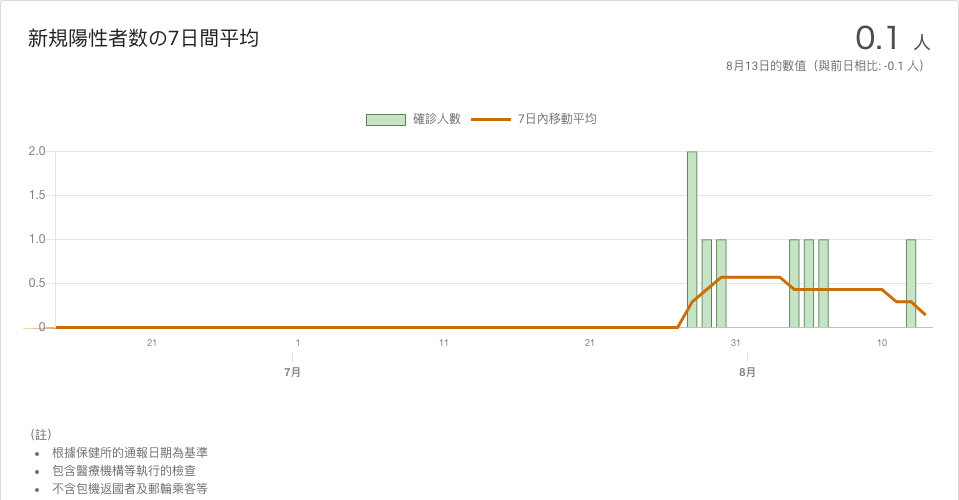 新規陽性者数の7日間平均
0.1 人
8月13日的數值（與前日相比: -0.1 人）
確診人數 7日內移動平均
2.0
1.5
1.0
0.5
0
21 1 11 21 31 10
7月 8月
（註）
根據保健所的通報日期為基準
包含醫療機構等執行的檢查
不含包機返國者及郵輪乘客等